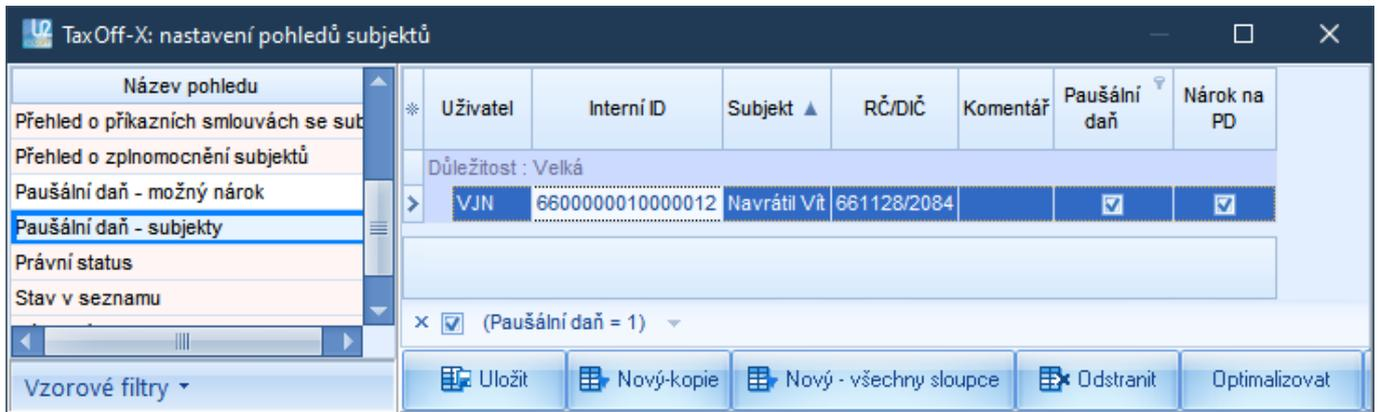 TaxOff-X: nastavení pohledů subjektů
Název pohledu
Přehled o příkazních smlouvách se sub
Přehled o zplnomocnění subjektů
Paušální daň - možný nárok
Paušální daň - subjekty
Právní status
Stav v seznamu
Vzorové filtry
Uživatel Interní ID Subjekt RČ/DIČ Komentář Paušální daň Nárok na PD
Důležitost : Velká
VJN 6600000010000012 Navrátil Vít 661128/2084
(Paušální daň = 1)
Uložit Nový-kopie Nový - všechny sloupce Odstranit Optimalizovat